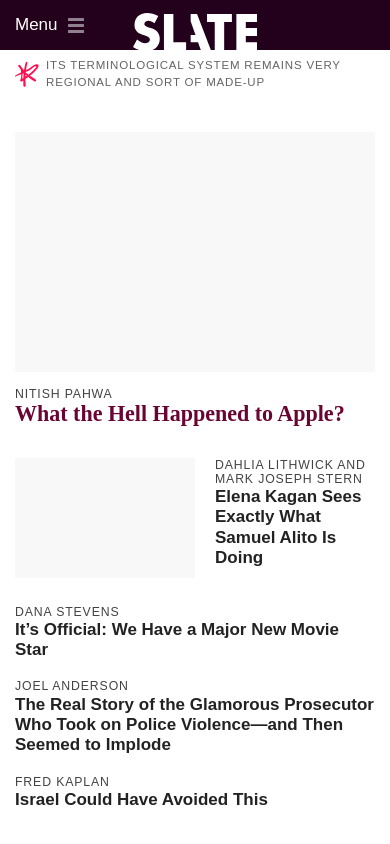 Menu
SLATE
ITS TERMINOLOGICAL SYSTEM REMAINS VERY
REGIONAL AND SORT OF MADE-UP
NITISH PAHWA
What the Hell Happened to Apple?
DAHLIA LITHWICK AND
MARK JOSEPH STERN
Elena Kagan Sees
Exactly What
Samuel Alito Is
Doing
DANA STEVENS
It’s Official: We Have a Major New Movie
Star
JOEL ANDERSON
The Real Story of the Glamorous Prosecutor
Who Took on Police Violence—and Then
Seemed to Implode
FRED KAPLAN
Israel Could Have Avoided This